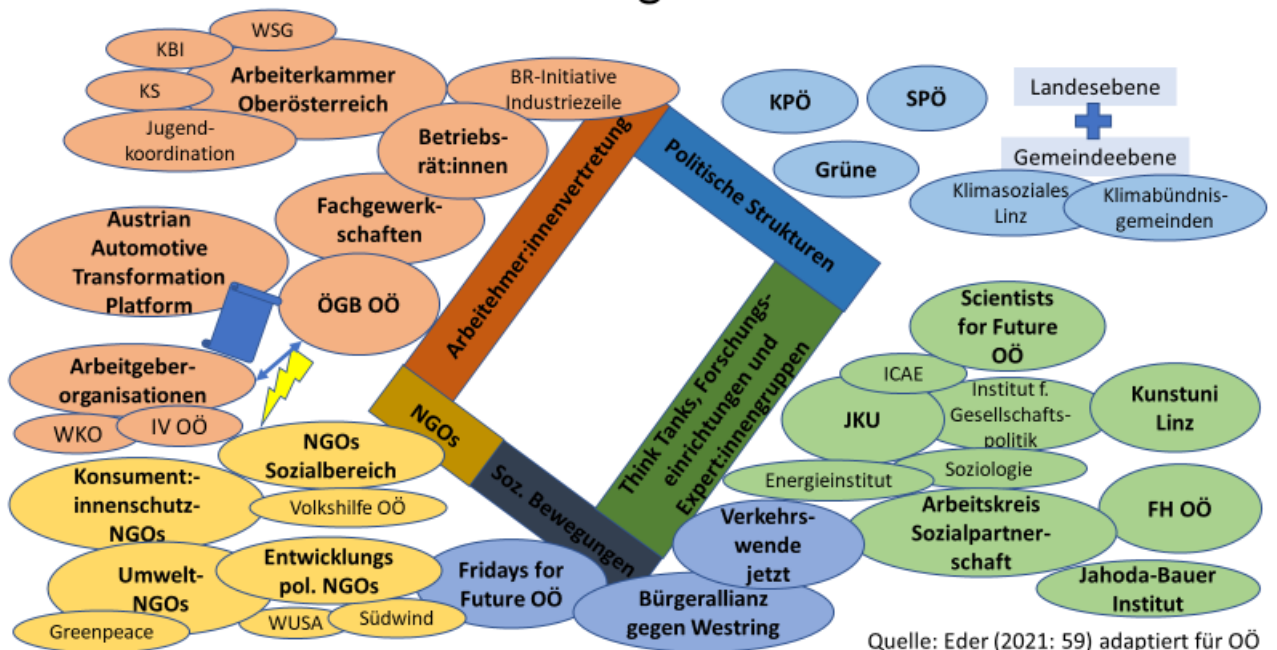 WSG
KBI
KS
Arbeiterkammer
Oberösterreich
Jugend-
koordination
BR-Initiative
Industriezeile
Betriebs-
rät:innen
Fachgewerk-
schaften
Austrian
Automotive
Transformation
Platform
ÖGB OÖ
Arbeitgeber-
organisationen
WKO
IV OÖ
Arbeitehmer:innenvertretung
Politische Strukturen
KPÖ
SPÖ
Grüne
Landesebene
Gemeindeebene
Klimasoziales
Linz
Klimabündnis-
gemeinden
NGOs
Soz. Bewegungen
Think Tanks, Forschungs-
einrichtungen und
Expert:innengruppen
Scientists
for Future
OÖ
ICAE
JKU
Institut f.
Gesellschafts-
politik
Kunstuni
Linz
Energieinstitut
Soziologie
Arbeitskreis
Sozialpartner-
schaft
FH OÖ
Jahoda-Bauer
Institut
NGOs
Sozialbereich
Konsument:-
innenschutz-
NGOs
Volkshilfe OÖ
Umwelt-
NGOs
Entwicklungs
pol. NGOs
Greenpeace
WUSA
Südwind
Fridays for
Future OÖ
Verkehrs-
wende
jetzt
Bürgerallianz
gegen Westring
Quelle: Eder (2021: 59) adaptiert für OÖ